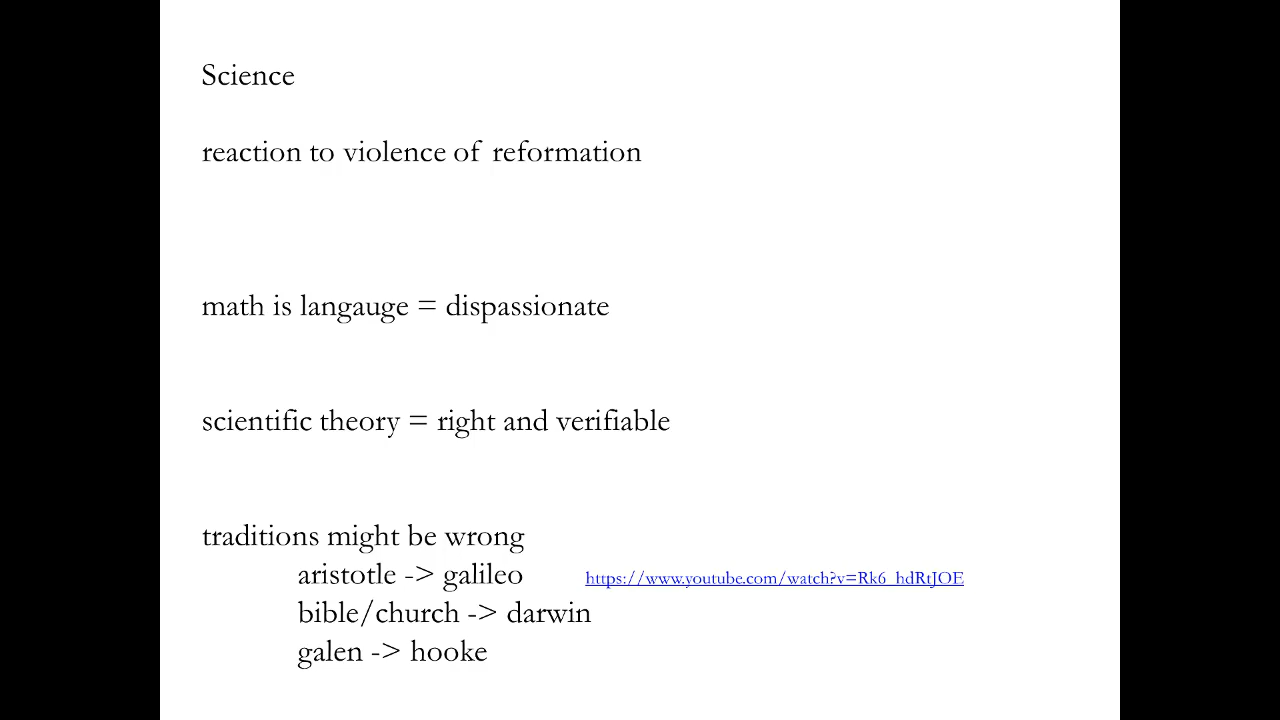 Science
reaction to violence of reformation
math is langauge = dispassionate
scientific theory = right and verifiable
traditions might be wrong
aristotle -> galileo https://www.youtube.com/watch?v=Rk6_hdRtJOE
bible/church -> darwin
galen -> hooke